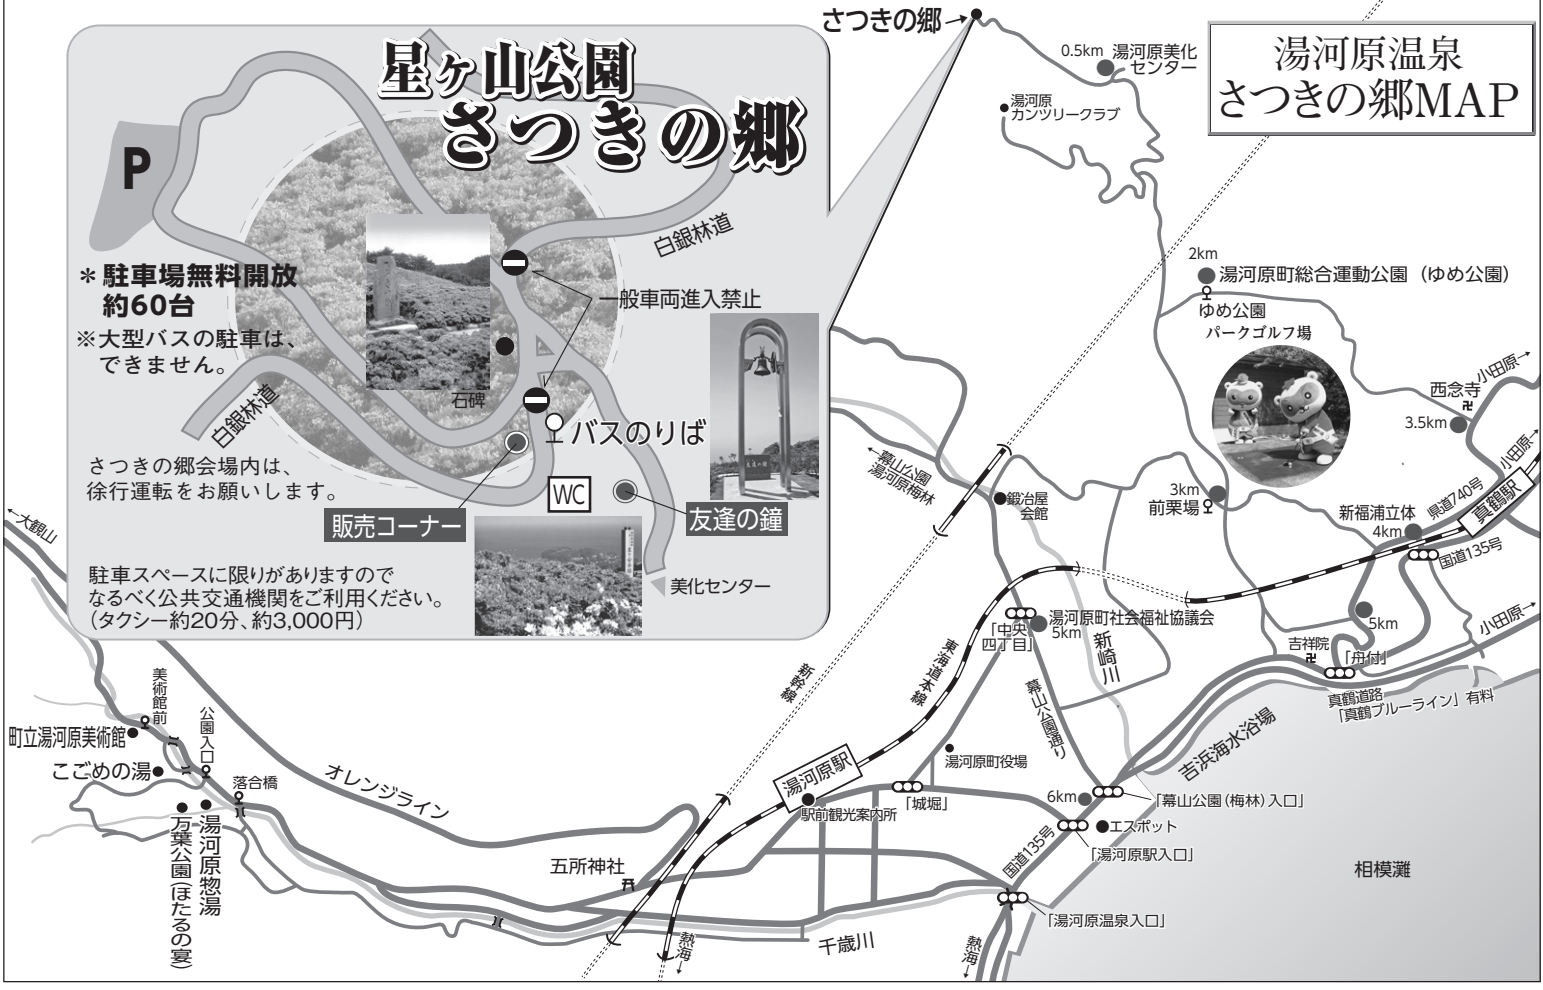 湯河原温泉
さつきの郷MAP
星ヶ山公園
さつきの郷
P
＊駐車場無料開放
約60台
※大型バスの駐車は、
できません。
白銀林道
一般車両進入禁止
石碑
白銀林道
バスのりば
WC
さつきの郷会場内は、
徐行運転をお願いします。
販売コーナー
友逢の鐘
美化センター
駐車スペースに限りがありますので
なるべく公共交通機関をご利用ください。
（タクシー約20分、約3,000円）
さつきの郷→
0.5km
湯河原美化
センター
湯河原
カンツリークラブ
2km
湯河原町総合運動公園（ゆめ公園）
ゆめ公園
パークゴルフ場
小田原→
西念寺
卍
3.5km
小田原→
3km
前栗場
新福浦立体
4km
県道740号
真鶴駅
国道135号
5km
小田原→
吉祥院
卍
「舟付」
真鶴道路
「真鶴ブルーライン」有料
←幕山公園
湯河原梅林
鍛冶屋
会館
「中央
四丁目」
湯河原町社会福祉協議会
5km
新崎川
東海道本線
新幹線
幕山公園通り
吉浜海水浴場
湯河原駅
駅前観光案内所
湯河原町役場
「城堀」
6km
「幕山公園（梅林）入口」
エスポット
国道135号
「湯河原駅入口」
「湯河原温泉入口」
相模灘
熱海→
熱海→
千歳川
五所神社
オレンジライン
←大観山
美術館前
町立湯河原美術館
公園入口
こごめの湯
落合橋
湯河原惣湯
万葉公園（ほたるの宴）